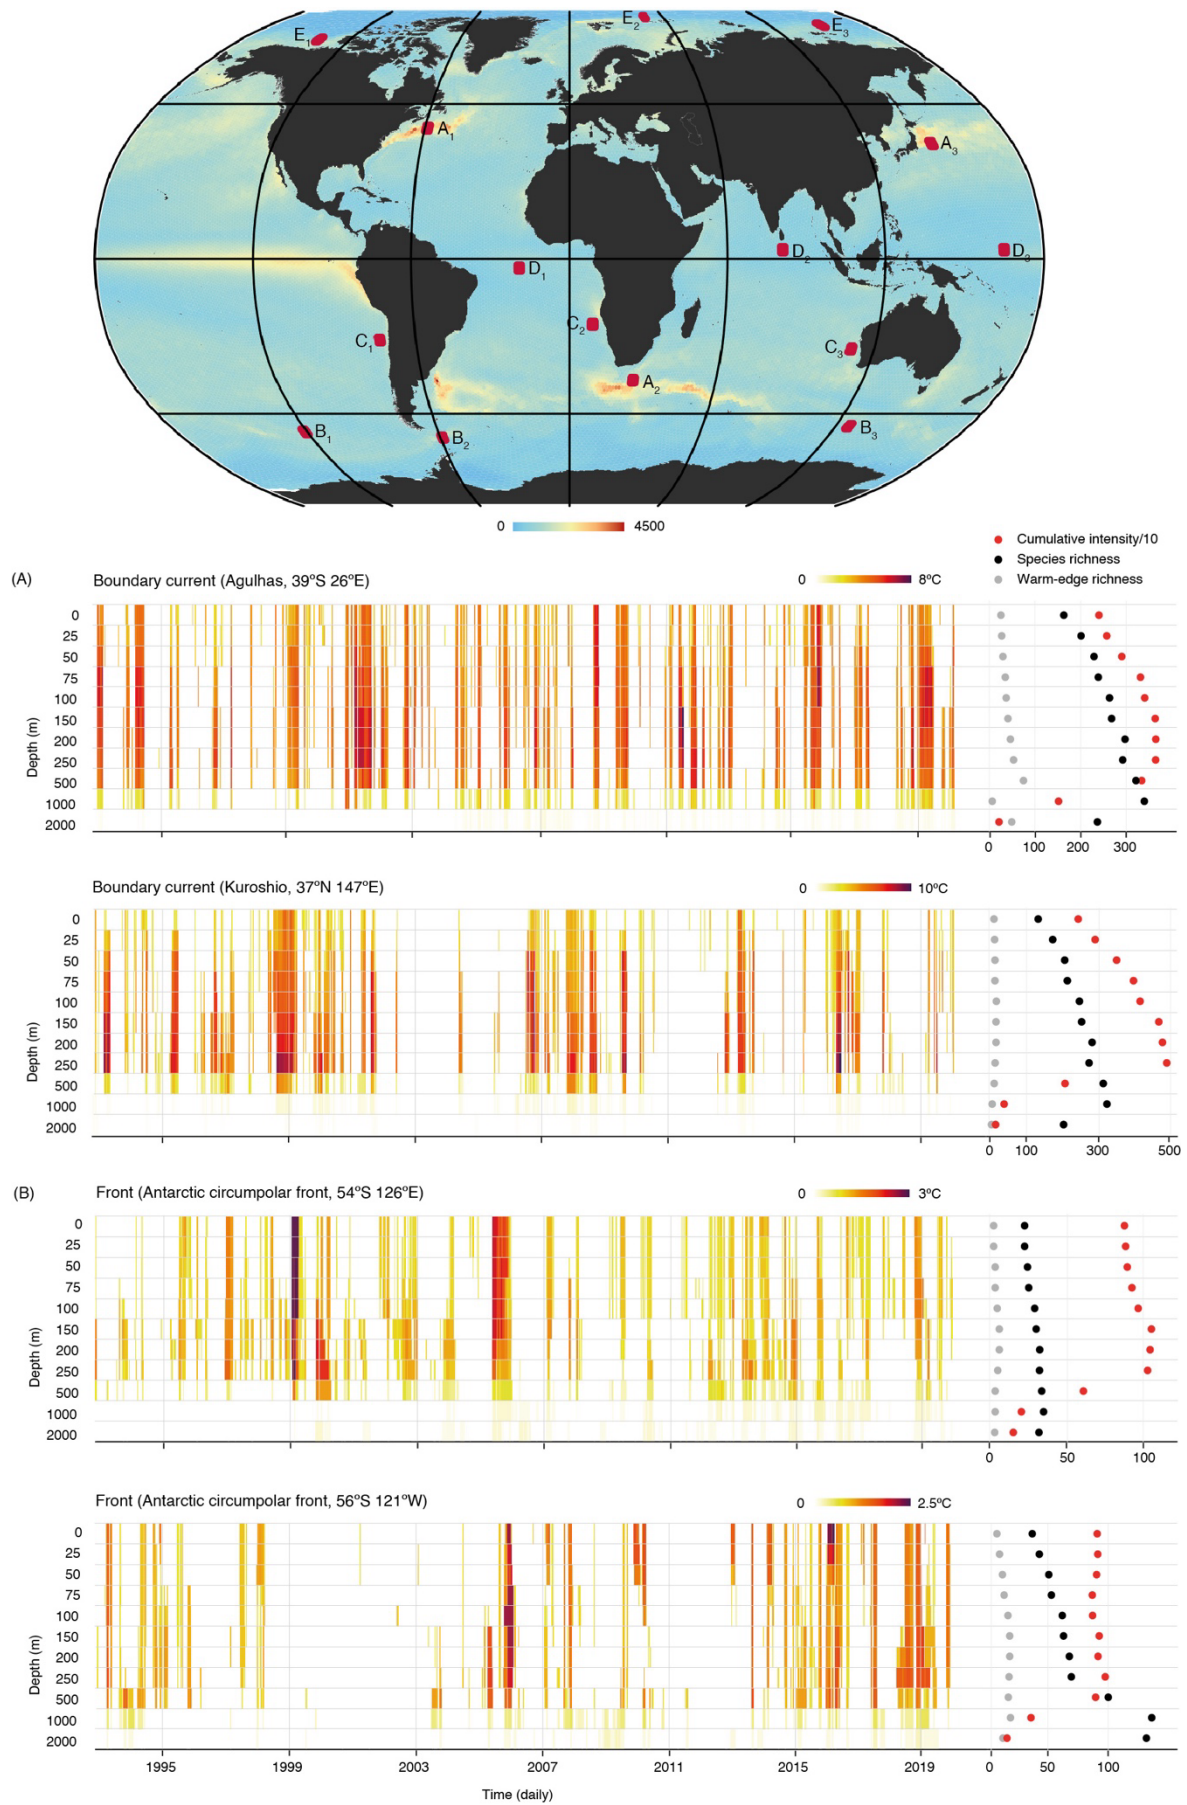 E1
E2
E3
A1
A3
D1
D2
D3
C1
C2
C3
A2
B1
B2
B3
0 4500
Cumulative intensity/10
Species richness
Warm-edge richness
(A)
Boundary current (Agulhas, 39ºS 26ºE)
0 8ºC
Depth (m)
0
25
50
75
100
150
200
250
500
1000
2000
0 100 200 300
Boundary current (Kuroshio, 37ºN 147ºE)
0 10ºC
Depth (m)
0
25
50
75
100
150
200
250
500
1000
2000
0 100 300 500
(B)
Front (Antarctic circumpolar front, 54ºS 126ºE)
0 3ºC
Depth (m)
0
25
50
75
100
150
200
250
500
1000
2000
0 50 100
Front (Antarctic circumpolar front, 56ºS 121ºW)
0 2.5ºC
Depth (m)
0
25
50
75
100
150
200
250
500
1000
2000
1995 1999 2003 2007 2011 2015 2019
0 50 100
Time (daily)